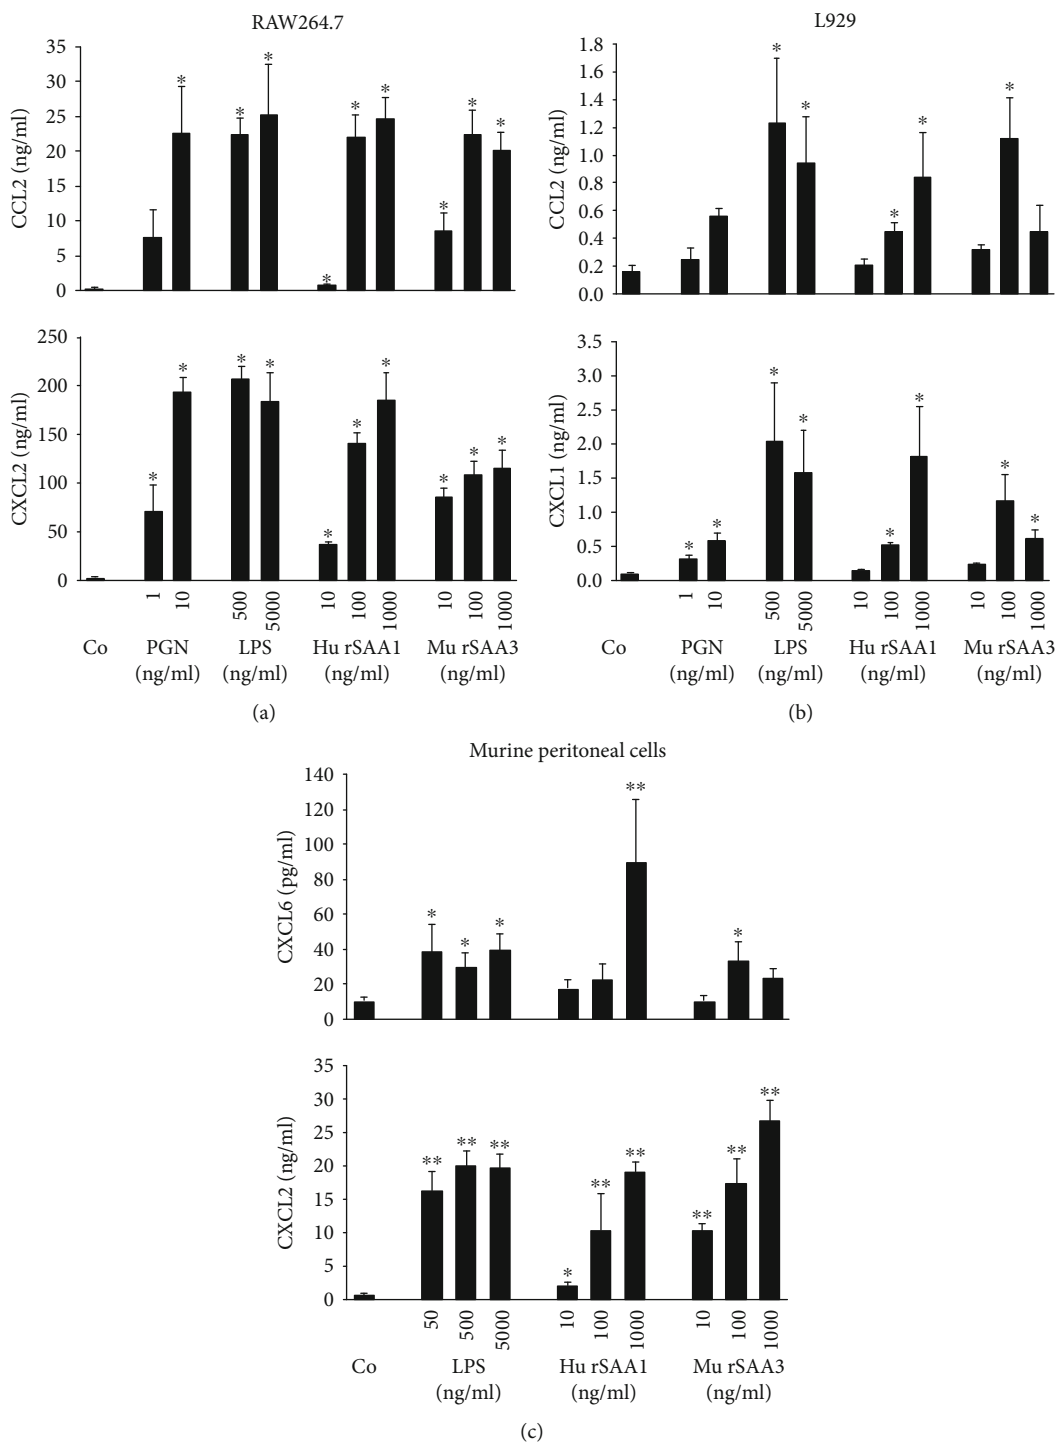 RAW264.7
CCL2 (ng/ml)
35
30
25
20
15
10
5
0
* * * * * * * * *
CXCL2 (ng/ml)
250
200
150
100
50
0
* * * * * * * * * *
1 10 500 5000 10 100 1000 10 100 1000
Co PGN LPS Hu rSAA1 Mu rSAA3
(ng/ml) (ng/ml) (ng/ml) (ng/ml)
(a)
L929
CCL2 (ng/ml)
1.8
1.6
1.4
1.2
1.0
0.8
0.6
0.4
0.2
0.0
* * * * *
CXCL1 (ng/ml)
3.5
3.0
2.5
2.0
1.5
1.0
0.5
0.0
* * * * * * * *
1 10 500 5000 10 100 1000 10 100 1000
Co PGN LPS Hu rSAA1 Mu rSAA3
(ng/ml) (ng/ml) (ng/ml) (ng/ml)
(b)
Murine peritoneal cells
CXCL6 (pg/ml)
140
120
100
80
60
40
20
0
* * * ** *
CXCL2 (ng/ml)
35
30
25
20
15
10
5
0
** ** ** * ** ** ** ** **
50 500 5000 10 100 1000 10 100 1000
Co LPS Hu rSAA1 Mu rSAA3
(ng/ml) (ng/ml) (ng/ml)
(c)